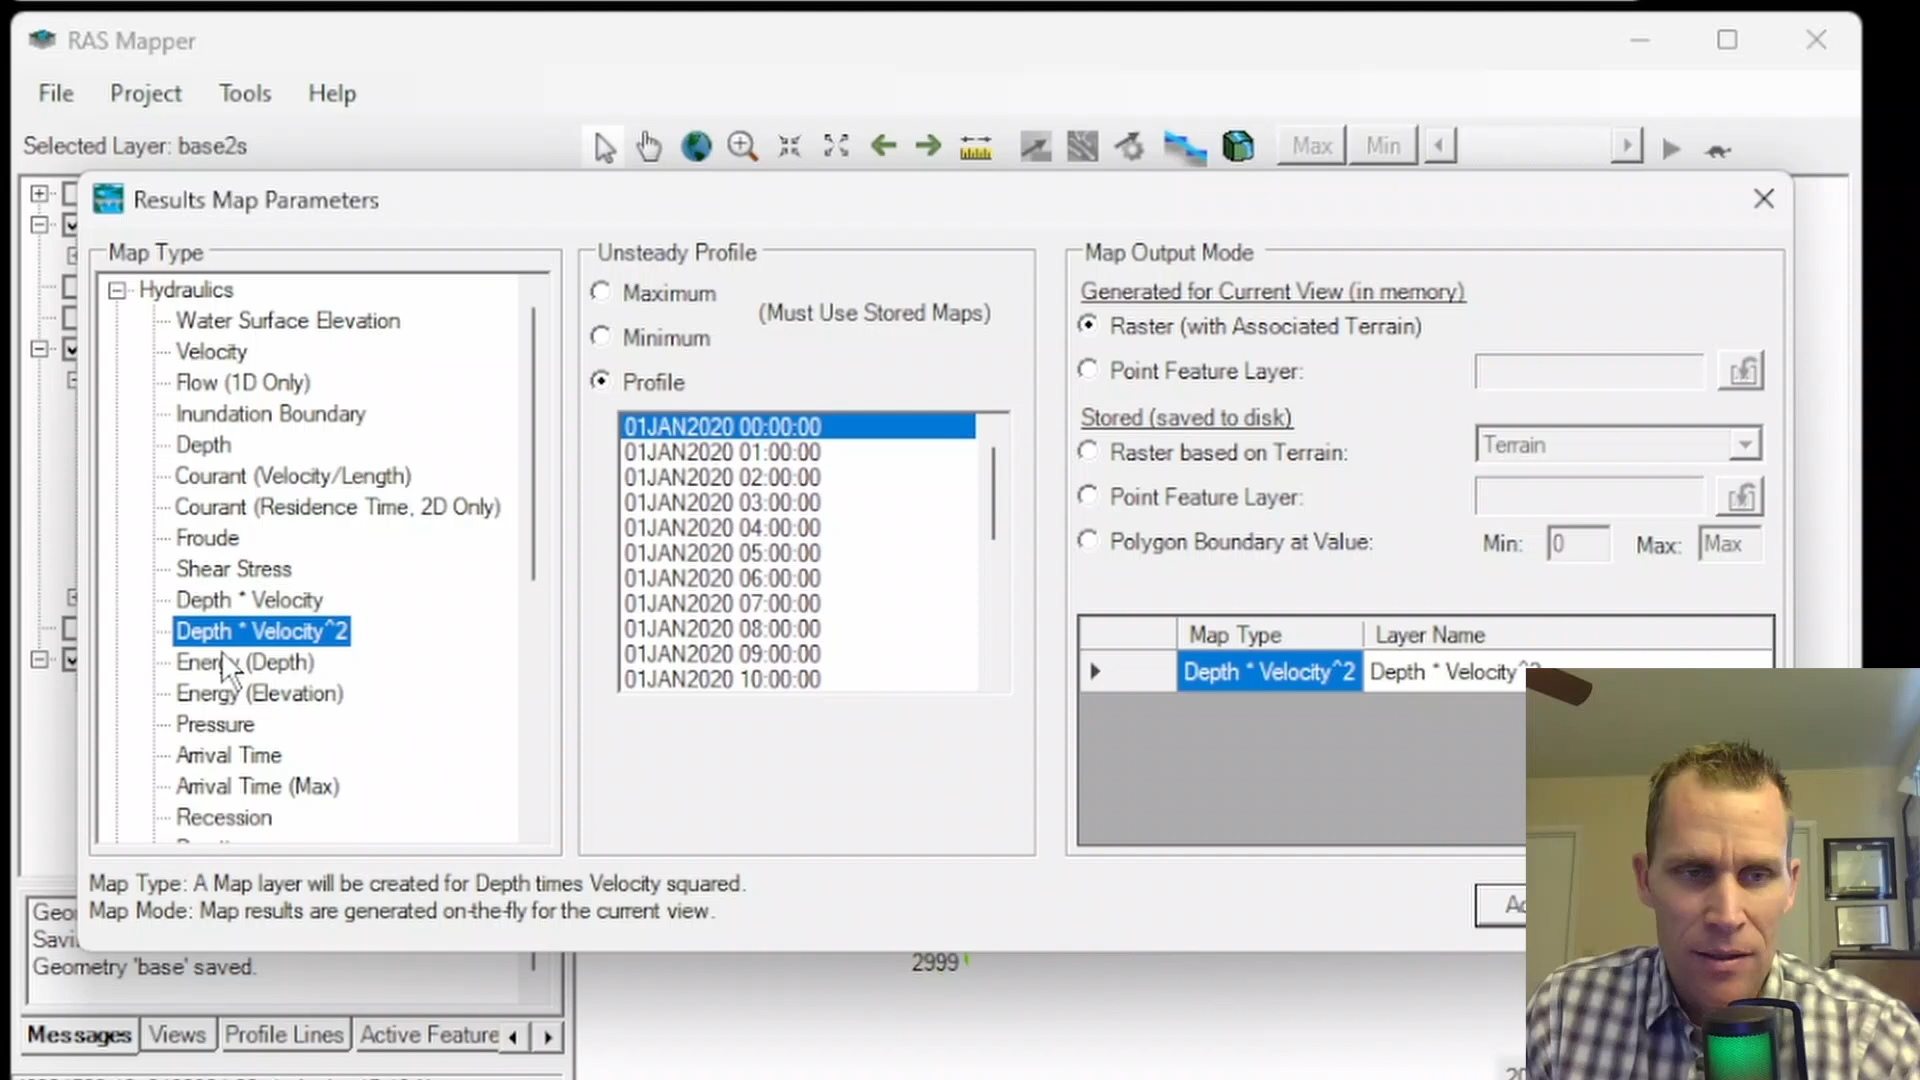 RAS Mapper
File Project Tools Help
Selected Layer: base2s
Max Min
Results Map Parameters
Map Type
Hydraulics
Water Surface Elevation
Velocity
Flow (1D Only)
Inundation Boundary
Depth
Courant (Velocity/Length)
Courant (Residence Time, 2D Only)
Froude
Shear Stress
Depth * Velocity
Depth * Velocity^2
Energy (Depth)
Energy (Elevation)
Pressure
Arrival Time
Arrival Time (Max)
Recession
Unsteady Profile
Maximum
(Must Use Stored Maps)
Minimum
Profile
01JAN2020 00:00:00
01JAN2020 01:00:00
01JAN2020 02:00:00
01JAN2020 03:00:00
01JAN2020 04:00:00
01JAN2020 05:00:00
01JAN2020 06:00:00
01JAN2020 07:00:00
01JAN2020 08:00:00
01JAN2020 09:00:00
01JAN2020 10:00:00
Map Output Mode
Generated for Current View (in memory)
Raster (with Associated Terrain)
Point Feature Layer:
Stored (saved to disk)
Raster based on Terrain: Terrain
Point Feature Layer:
Polygon Boundary at Value: Min: 0 Max: Max
Map Type Layer Name
Depth * Velocity^2 Depth * Velocity^2
Map Type: A Map layer will be created for Depth times Velocity squared.
Map Mode: Map results are generated on-the-fly for the current view.
Geo
Savi
Geometry 'base' saved.
2999
Messages Views Profile Lines Active Feature